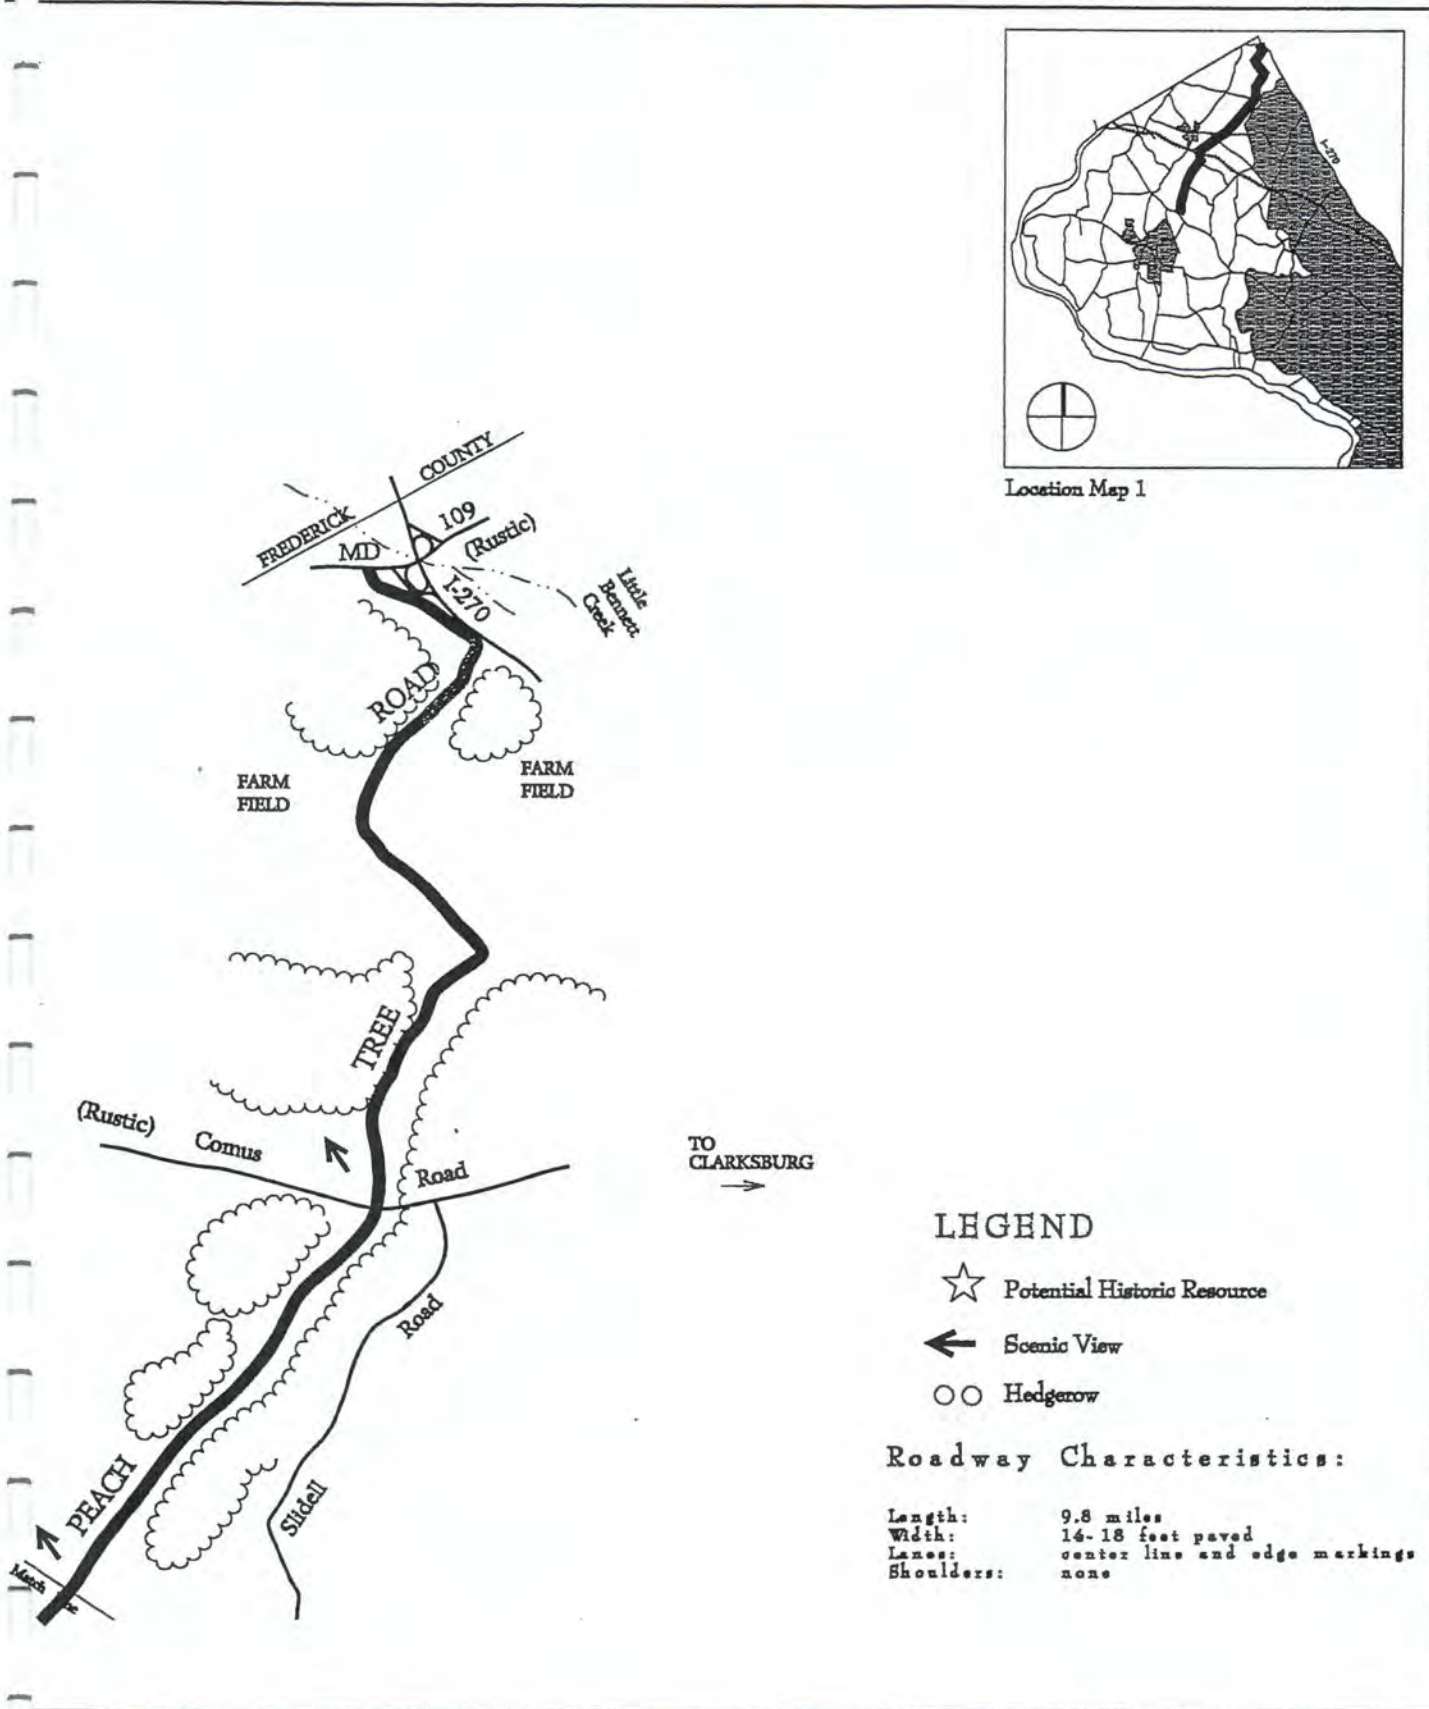 I-270
Location Map 1
FREDERICK COUNTY
MD 109
(Rustic)
I-270
Little
Bennett
Creek
ROAD
FARM
FIELD
FARM
FIELD
TREE
(Rustic)
Comus Road
TO
CLARKSBURG
Road
Slidell
PEACH
Match
LEGEND
Potential Historic Resource
Scenic View
Hedgerow
Roadway Characteristics:
Length: 9.8 miles
Width: 14-18 feet paved
Lanes: center line and edge markings
Shoulders: none